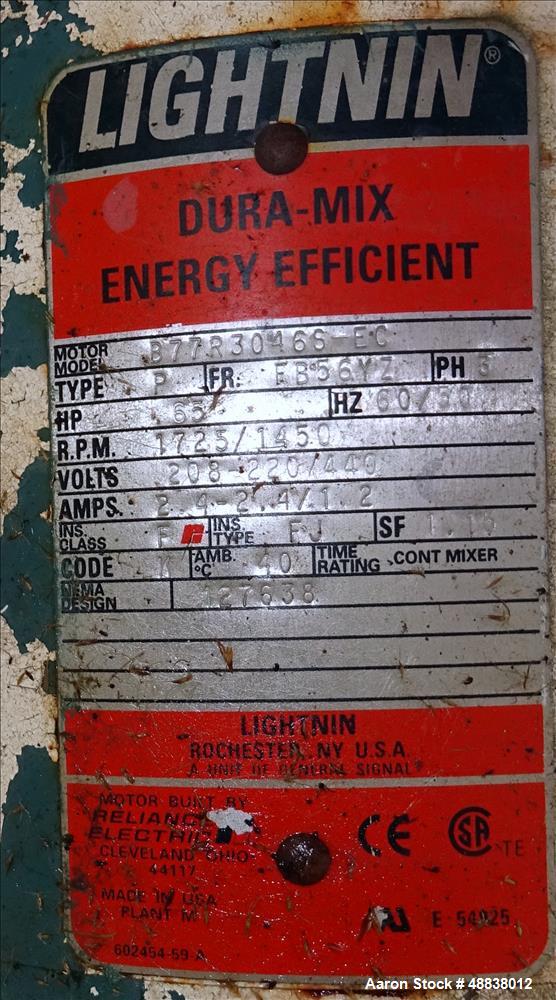 LIGHTNIN®
DURA-MIX
ENERGY EFFICIENT
MOTOR MODEL B77R3046S-EC
TYPE P FR. EB56YZ PH 3
HP .65 HZ 60/50
R.P.M. 1725/1450
VOLTS 208-220/440
AMPS. 2.4-2.4/1.2
INS. CLASS F INS. TYPE FJ SF
CODE K AMB. °C 40 TIME RATING CONT MIXER
NEMA DESIGN 127638
LIGHTNIN
ROCHESTER, NY U.S.A.
A UNIT OF GENERAL SIGNAL
MOTOR BUILT BY
RELIANCE
ELECTRIC
CLEVELAND OHIO
44117
MADE IN USA
PLANT M
602454-59-A
CE SA TE
E-54825
Aaron Stock # 48838012